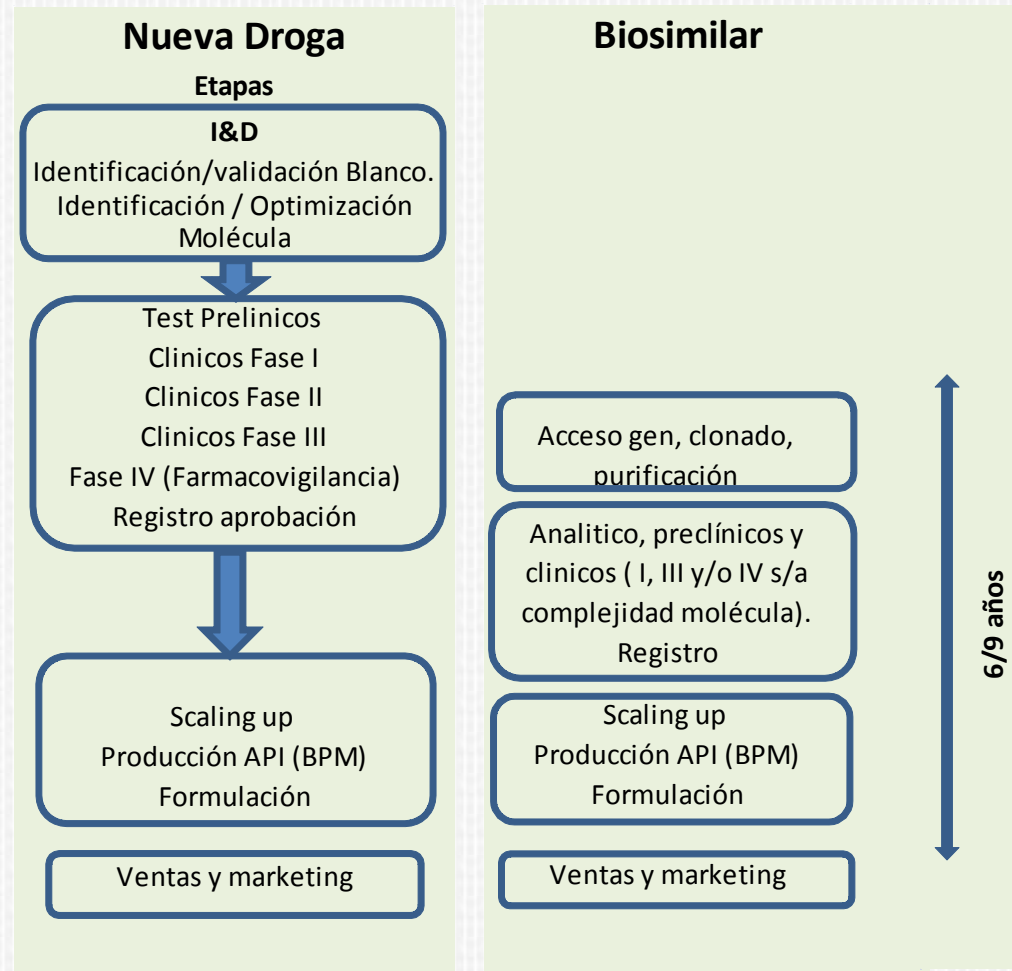 Nueva Droga
Etapas
I&D
Identificación/validación Blanco.
Identificación / Optimización
Molécula
Test Prelinicos
Clinicos Fase I
Clinicos Fase II
Clinicos Fase III
Fase IV (Farmacovigilancia)
Registro aprobación
Scaling up
Producción API (BPM)
Formulación
Ventas y marketing
Biosimilar
Acceso gen, clonado,
purificación
Analitico, preclínicos y
clinicos ( I, III y/o IV s/a
complejidad molécula).
Registro
Scaling up
Producción API (BPM)
Formulación
Ventas y marketing
6/9 años